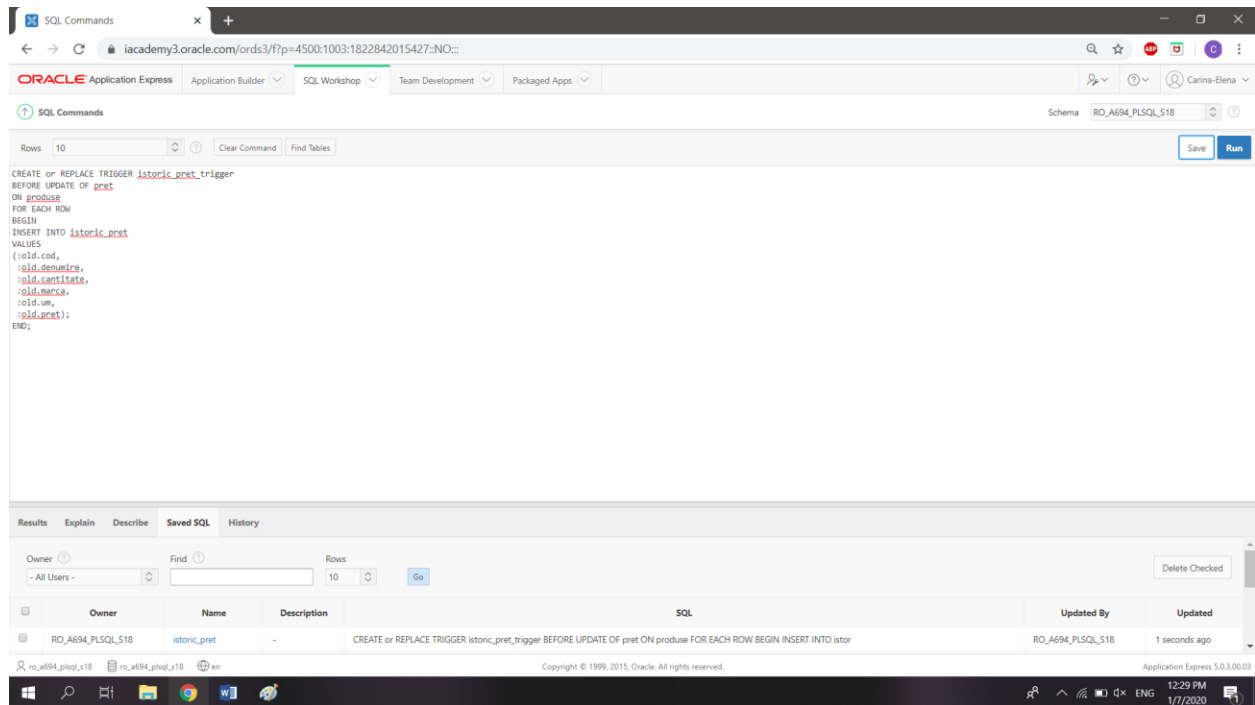 SQL Commands
iacademy3.oracle.com/ords3/f?p=4500:1003:1822842015427::NO:::
ABP
C
ORACLE Application Express Application Builder SQL Workshop Team Development Packaged Apps Carina-Elena
SQL Commands Schema RO_A694_PLSQL_S18
Rows 10 Clear Command Find Tables Save Run
CREATE or REPLACE TRIGGER istoric_pret_trigger
BEFORE UPDATE OF pret
ON produse
FOR EACH ROW
BEGIN
INSERT INTO istoric_pret
VALUES
(:old.cod,
:old.denumire,
:old.cantitate,
:old.marca,
:old.um,
:old.pret);
END;
Results Explain Describe Saved SQL History
Owner Find Rows
- All Users - 10 Go Delete Checked
Owner Name Description SQL Updated By Updated
RO_A694_PLSQL_S18 istoric_pret - CREATE or REPLACE TRIGGER istoric_pret_trigger BEFORE UPDATE OF pret ON produse FOR EACH ROW BEGIN INSERT INTO istor RO_A694_PLSQL_S18 1 seconds ago
ro_a694_plsql_s18 ro_a694_plsql_s18 en Copyright © 1999, 2015, Oracle. All rights reserved. Application Express 5.0.3.00.03
ENG 12:29 PM
1/7/2020